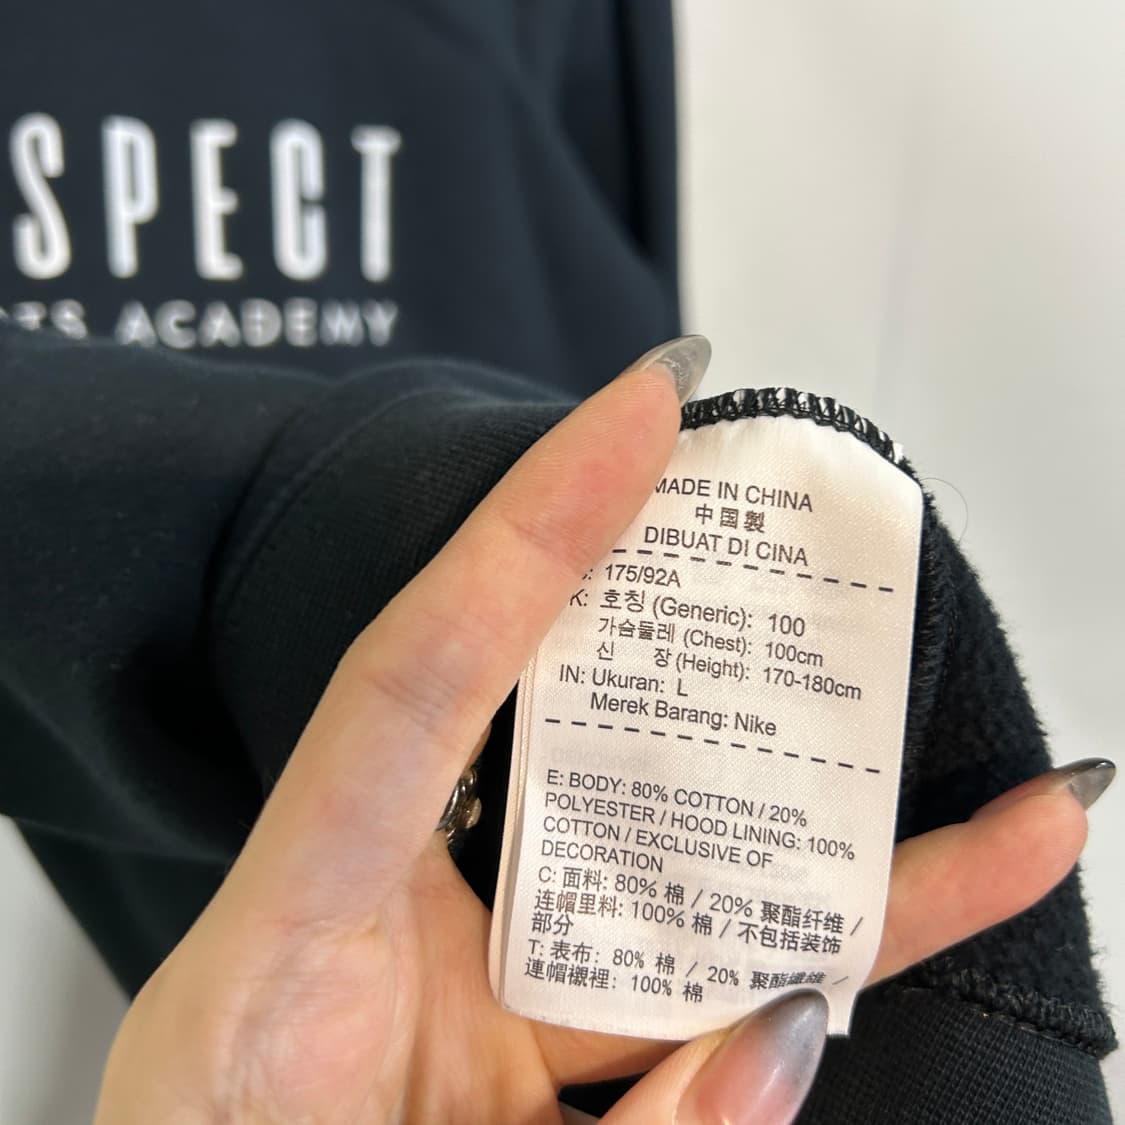 SPECT
TS ACADEMY
MADE IN CHINA
中国製
DIBUAT DI CINA
: 175/92A
K: 호칭 (Generic): 100
가슴둘레 (Chest): 100cm
신 장 (Height): 170-180cm
IN: Ukuran: L
Merek Barang: Nike
E: BODY: 80% COTTON / 20%
POLYESTER / HOOD LINING: 100%
COTTON / EXCLUSIVE OF
DECORATION
C: 面料: 80% 棉 / 20% 聚酯纤维 /
连帽里料: 100% 棉 / 不包括装饰
部分
T: 表布: 80% 棉 / 20% 聚酯纖維 /
連帽襯裡: 100% 棉